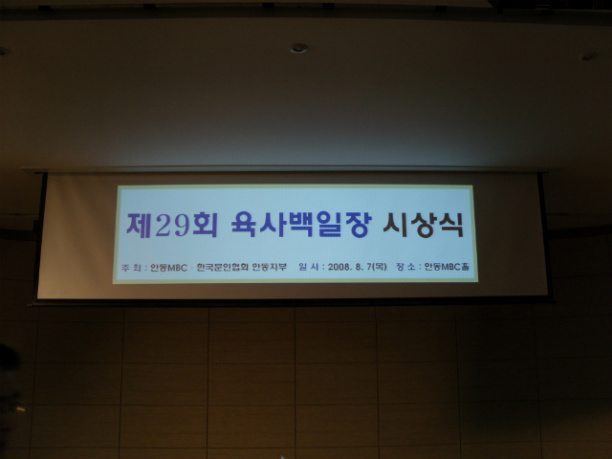 제29회 육사백일장 시상식
주 최 : 안동MBC · 한국문인협회 안동지부 일 시 : 2008. 8. 7(목) 장 소 : 안동MBC홀